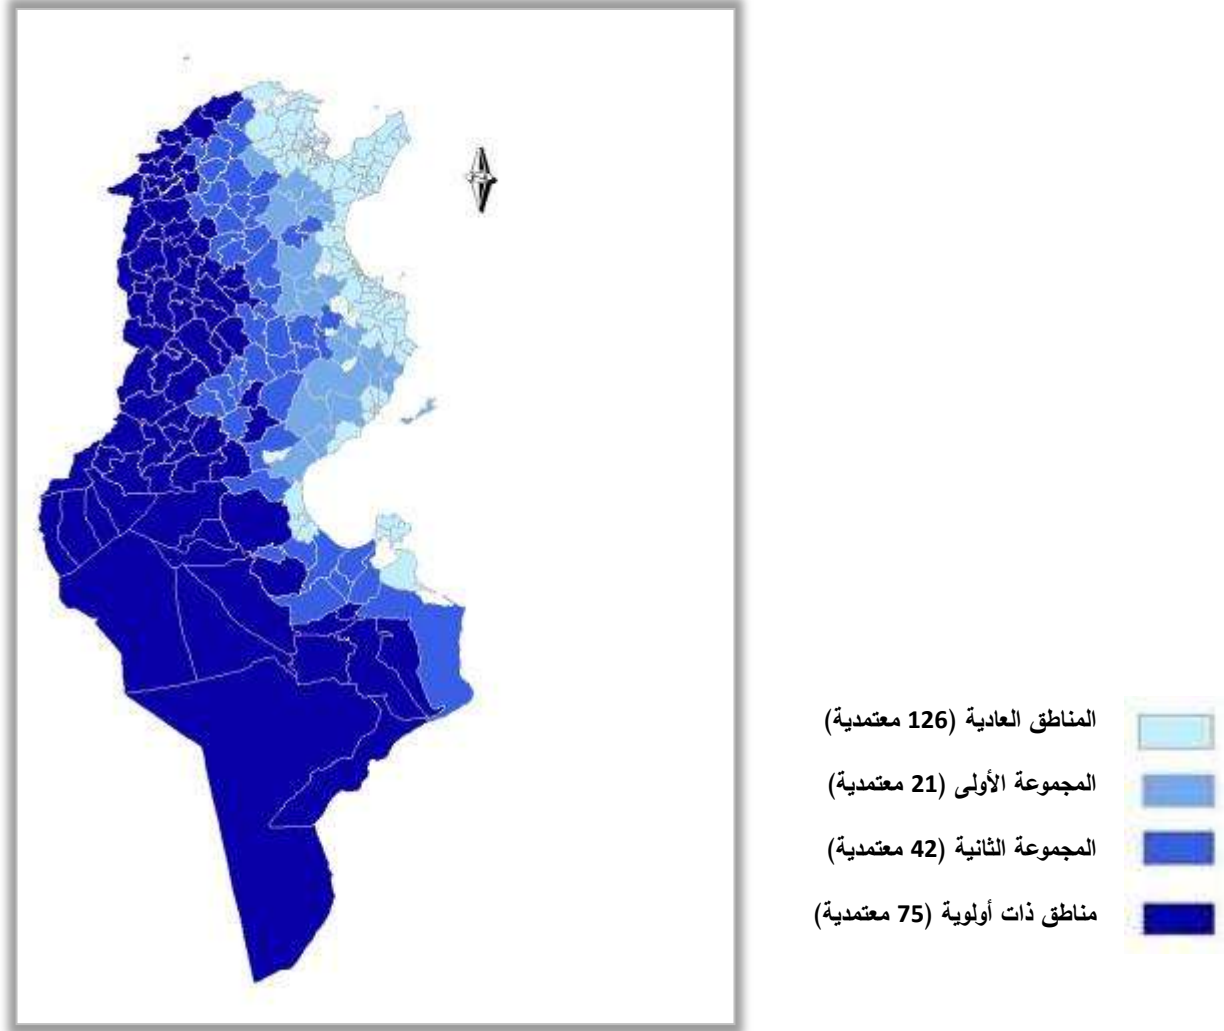 المناطق العادية (126 معتمدية)
المجموعة الأولى (21 معتمدية)
المجموعة الثانية (42 معتمدية)
مناطق ذات أولوية (75 معتمدية)